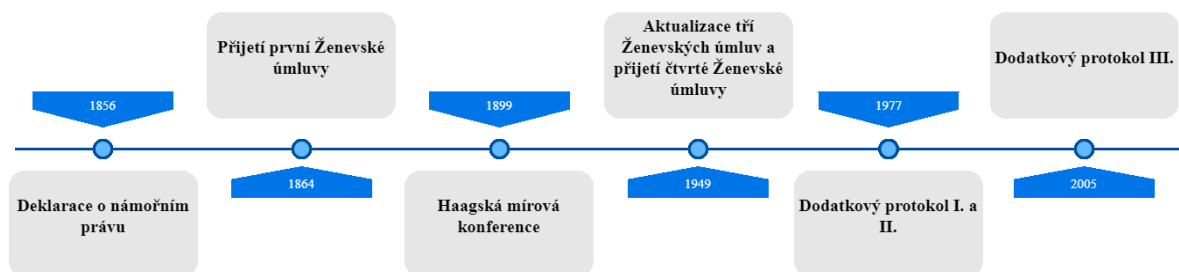 1856
Deklarace o námořním
právu
Přijetí první Ženevské
úmluvy
1864
1899
Haagská mírová
konference
Aktualizace tří
Ženevských úmluv a
přijetí čtvrté Ženevské
úmluvy
1949
1977
Dodatkový protokol I. a
II.
Dodatkový protokol III.
2005